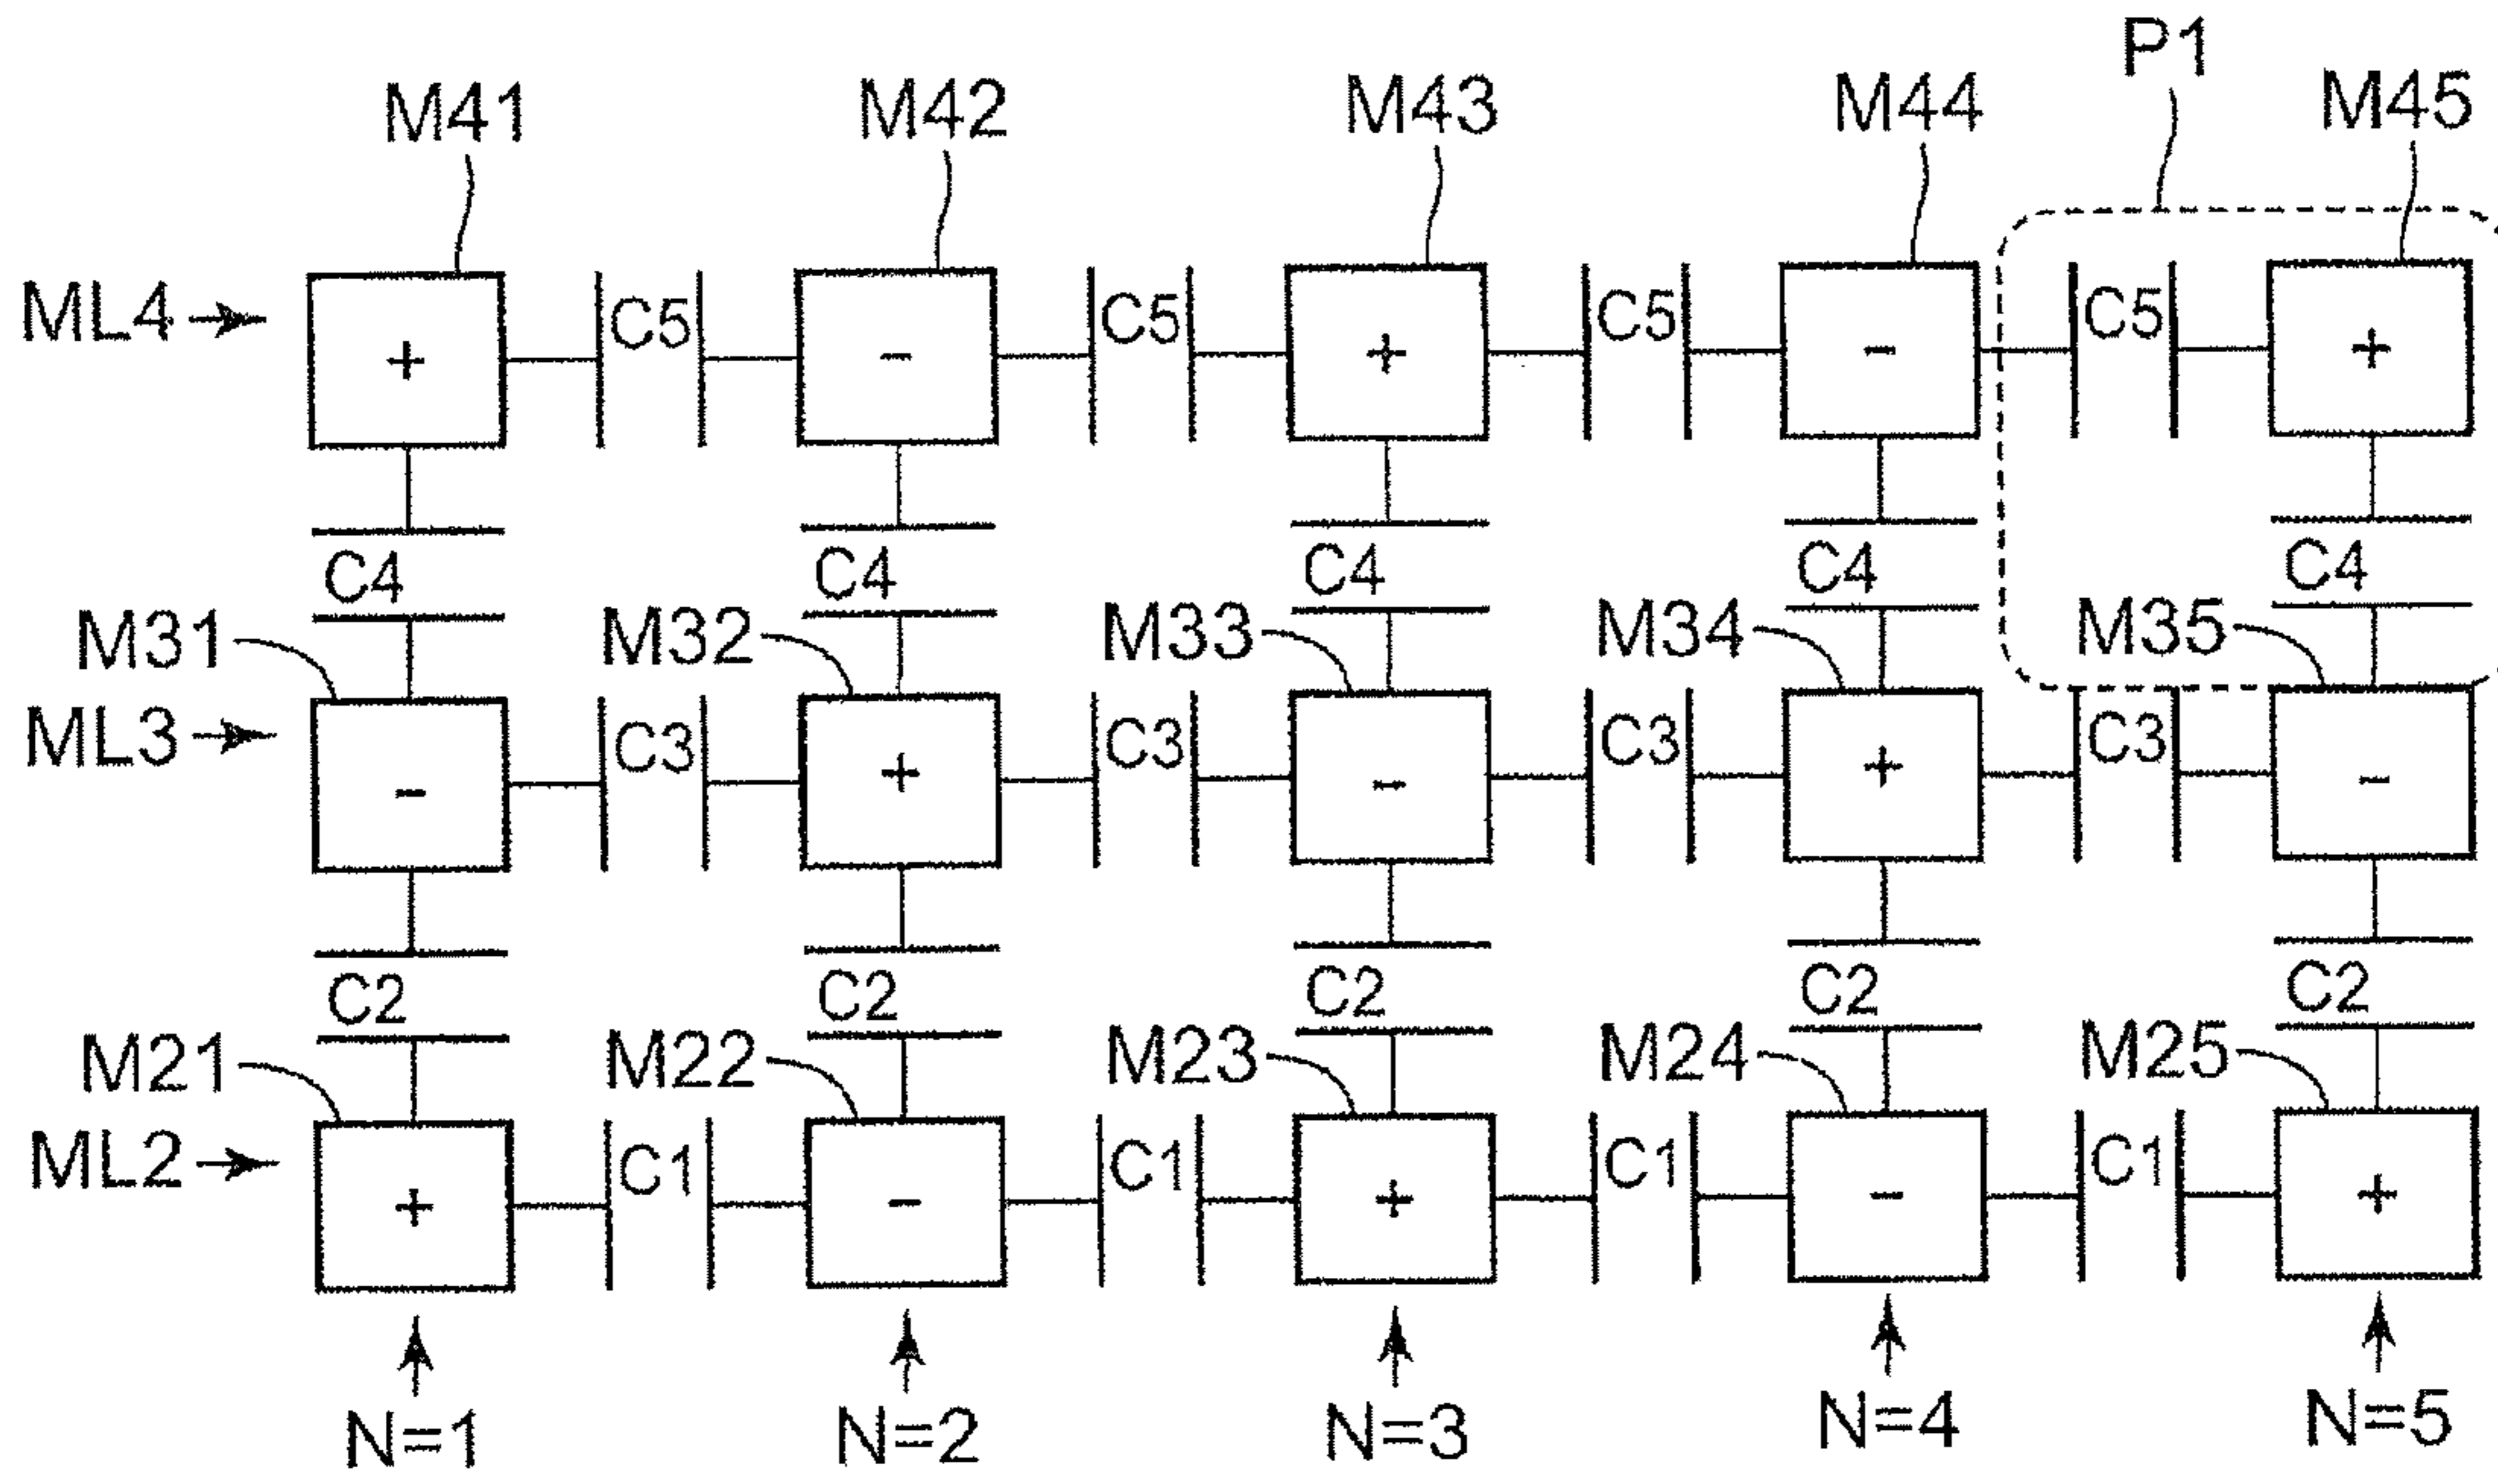 P1
M41 M42 M43 M44 M45
ML4 + C5 - C5 + C5 - C5 +
C4 C4 C4 C4 C4
M31 M32 M33 M34 M35
ML3 - C3 + C3 - C3 + C3 -
C2 C2 C2 C2 C2
M21 M22 M23 M24 M25
ML2 + C1 - C1 + C1 - C1 +
N=1 N=2 N=3 N=4 N=5